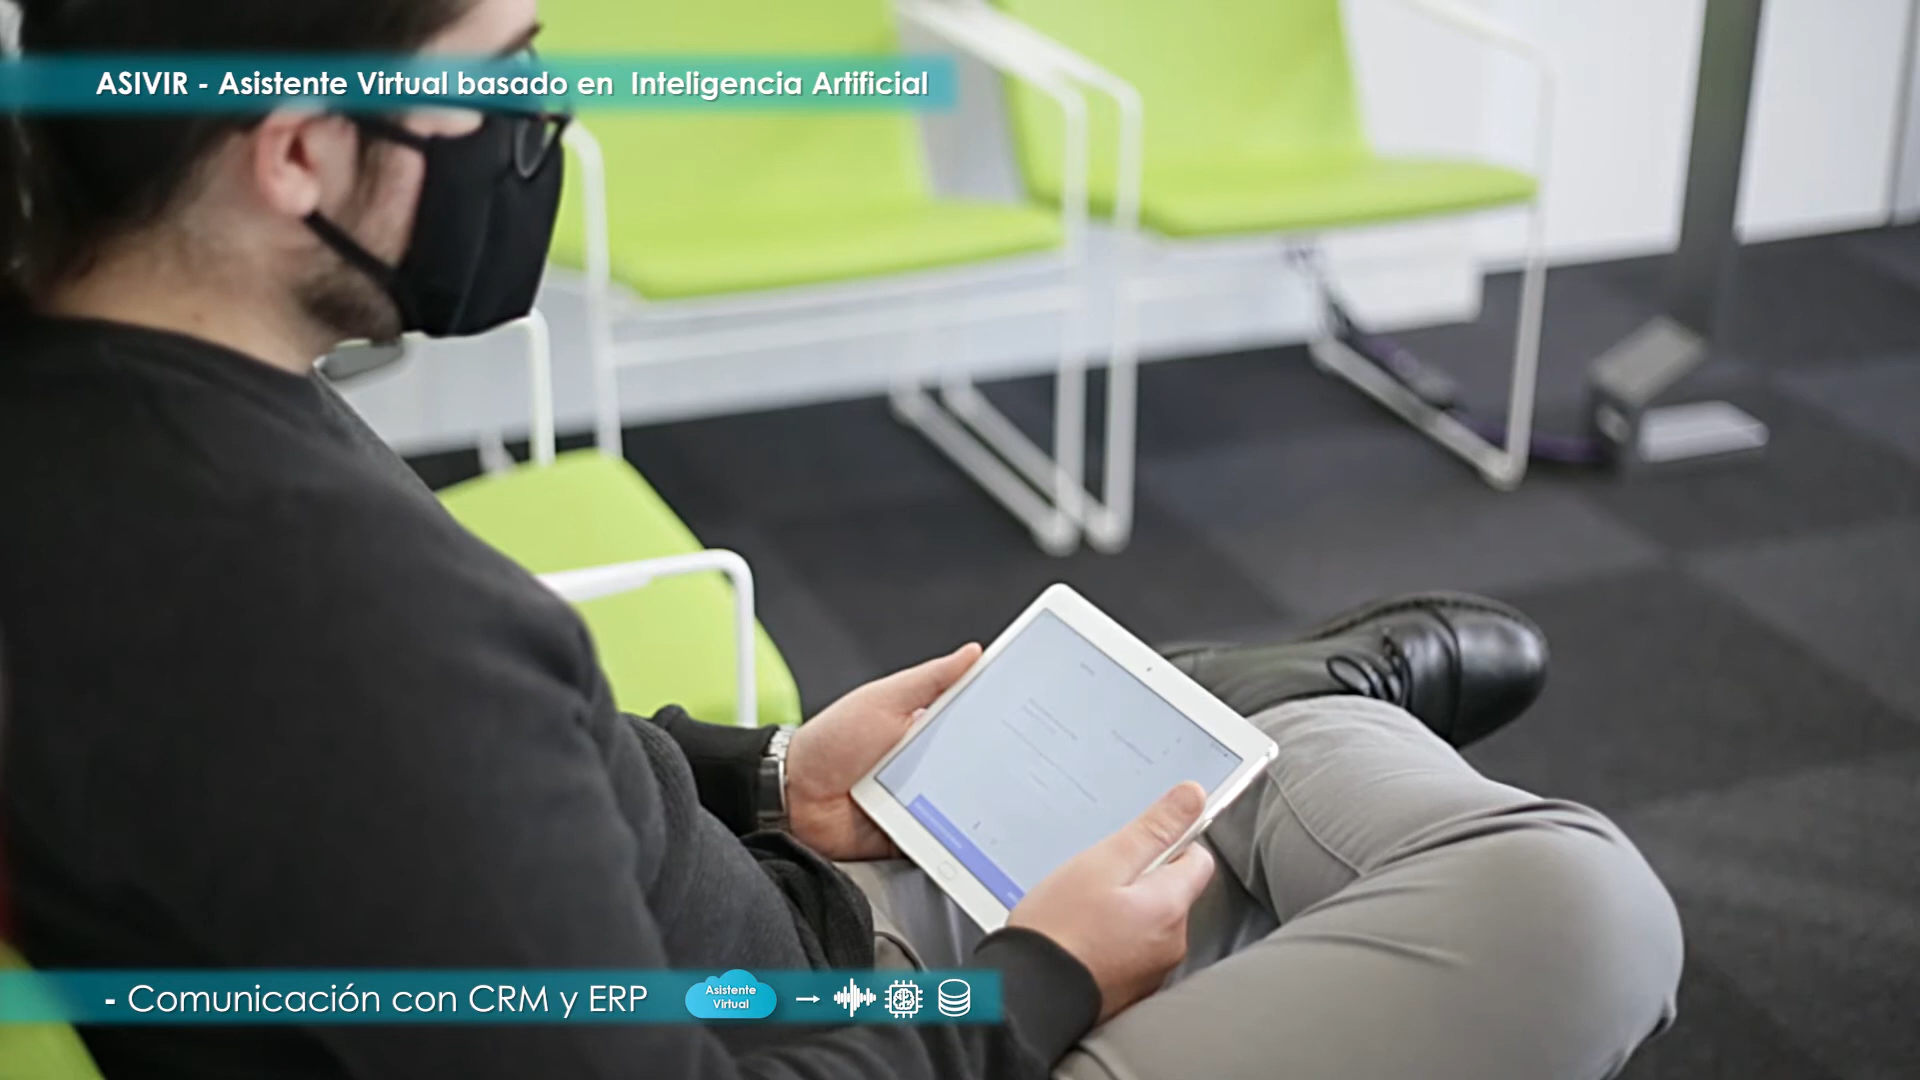 ASIVIR - Asistente Virtual basado en Inteligencia Artificial
- Comunicación con CRM y ERP
Asistente
Virtual